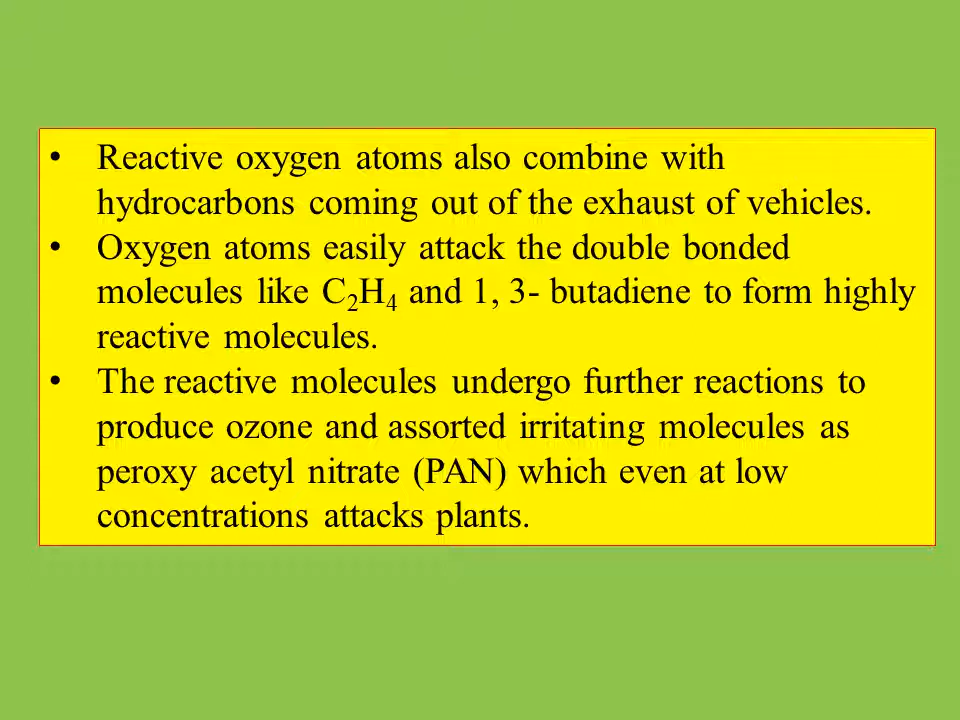 • Reactive oxygen atoms also combine with
hydrocarbons coming out of the exhaust of vehicles.
• Oxygen atoms easily attack the double bonded
molecules like C₂H₄ and 1, 3- butadiene to form highly
reactive molecules.
• The reactive molecules undergo further reactions to
produce ozone and assorted irritating molecules as
peroxy acetyl nitrate (PAN) which even at low
concentrations attacks plants.